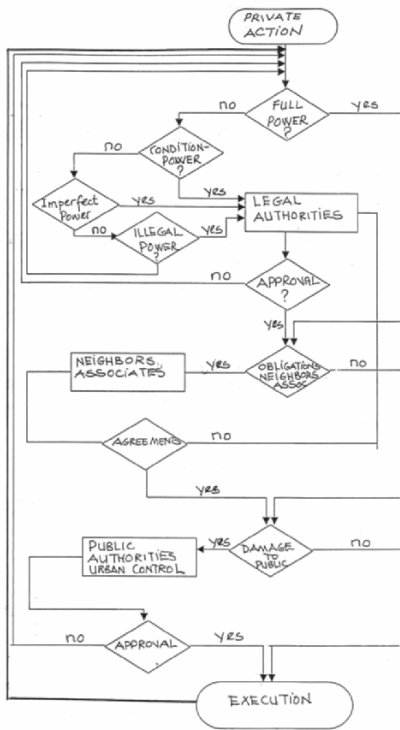 PRIVATE
ACTION
FULL
POWER
?
no
yes
CONDITION-
POWER?
no
yes
Imperfect
Power
yes
LEGAL
AUTHORITIES
no
ILLEGAL
POWER
?
yes
no
APPROVAL
?
yes
NEIGHBORS.,
ASSOCIATES
yes
OBLIGATIONS
NEIGHBORS
ASSOC
no
AGREEMENTS
no
yes
PUBLIC
AUTHORITIES
URBAN CONTROL
yes
DAMAGE
TO
PUBLIC
no
no
APPROVAL
yes
EXECUTION